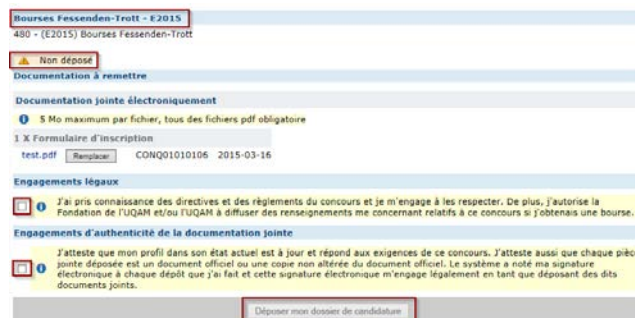 Bourses Fessenden-Trott - E2015
480 - (E2015) Bourses Fessenden-Trott
Non déposé
Documentation à remettre
Documentation jointe électroniquement
5 Mo maximum par fichier, tous des fichiers pdf obligatoire
1 X Formulaire d'inscription
test.pdf Remplacer CONQ01010106 2015-03-16
Engagements légaux
J'ai pris connaissance des directives et des règlements du concours et je m'engage à les respecter. De plus, j'autorise la
Fondation de l'UQAM et/ou l'UQAM à diffuser des renseignements me concernant relatifs à ce concours si j'obtenais une bourse.
Engagements d'authenticité de la documentation jointe
J'atteste que mon profil dans son état actuel est à jour et répond aux exigences de ce concours. J'atteste aussi que chaque pièce
jointe déposée est un document officiel ou une copie non altérée du document officiel. Le système a noté ma signature
électronique à chaque dépôt que j'ai fait et cette signature électronique m'engage légalement en tant que déposant des dits
documents joints.
Déposer mon dossier de candidature